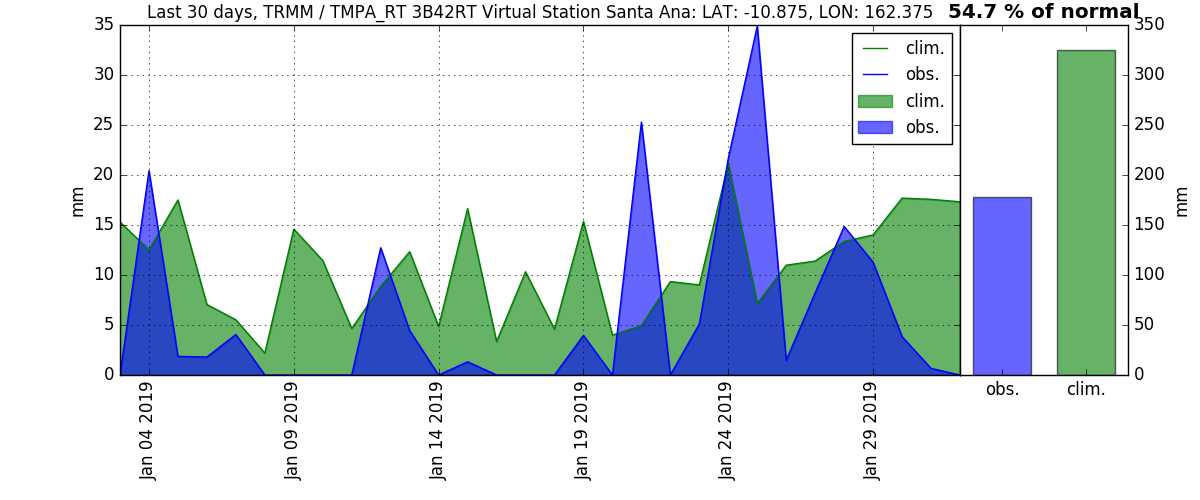 Last 30 days, TRMM / TMPA_RT 3B42RT Virtual Station Santa Ana: LAT: -10.875, LON: 162.375
54.7 % of normal
35
30
25
20
15
10
5
0
mm
Jan 04 2019
Jan 09 2019
Jan 14 2019
Jan 19 2019
Jan 24 2019
Jan 29 2019
clim.
obs.
clim.
obs.
350
300
250
200
150
100
50
0
mm
obs.
clim.